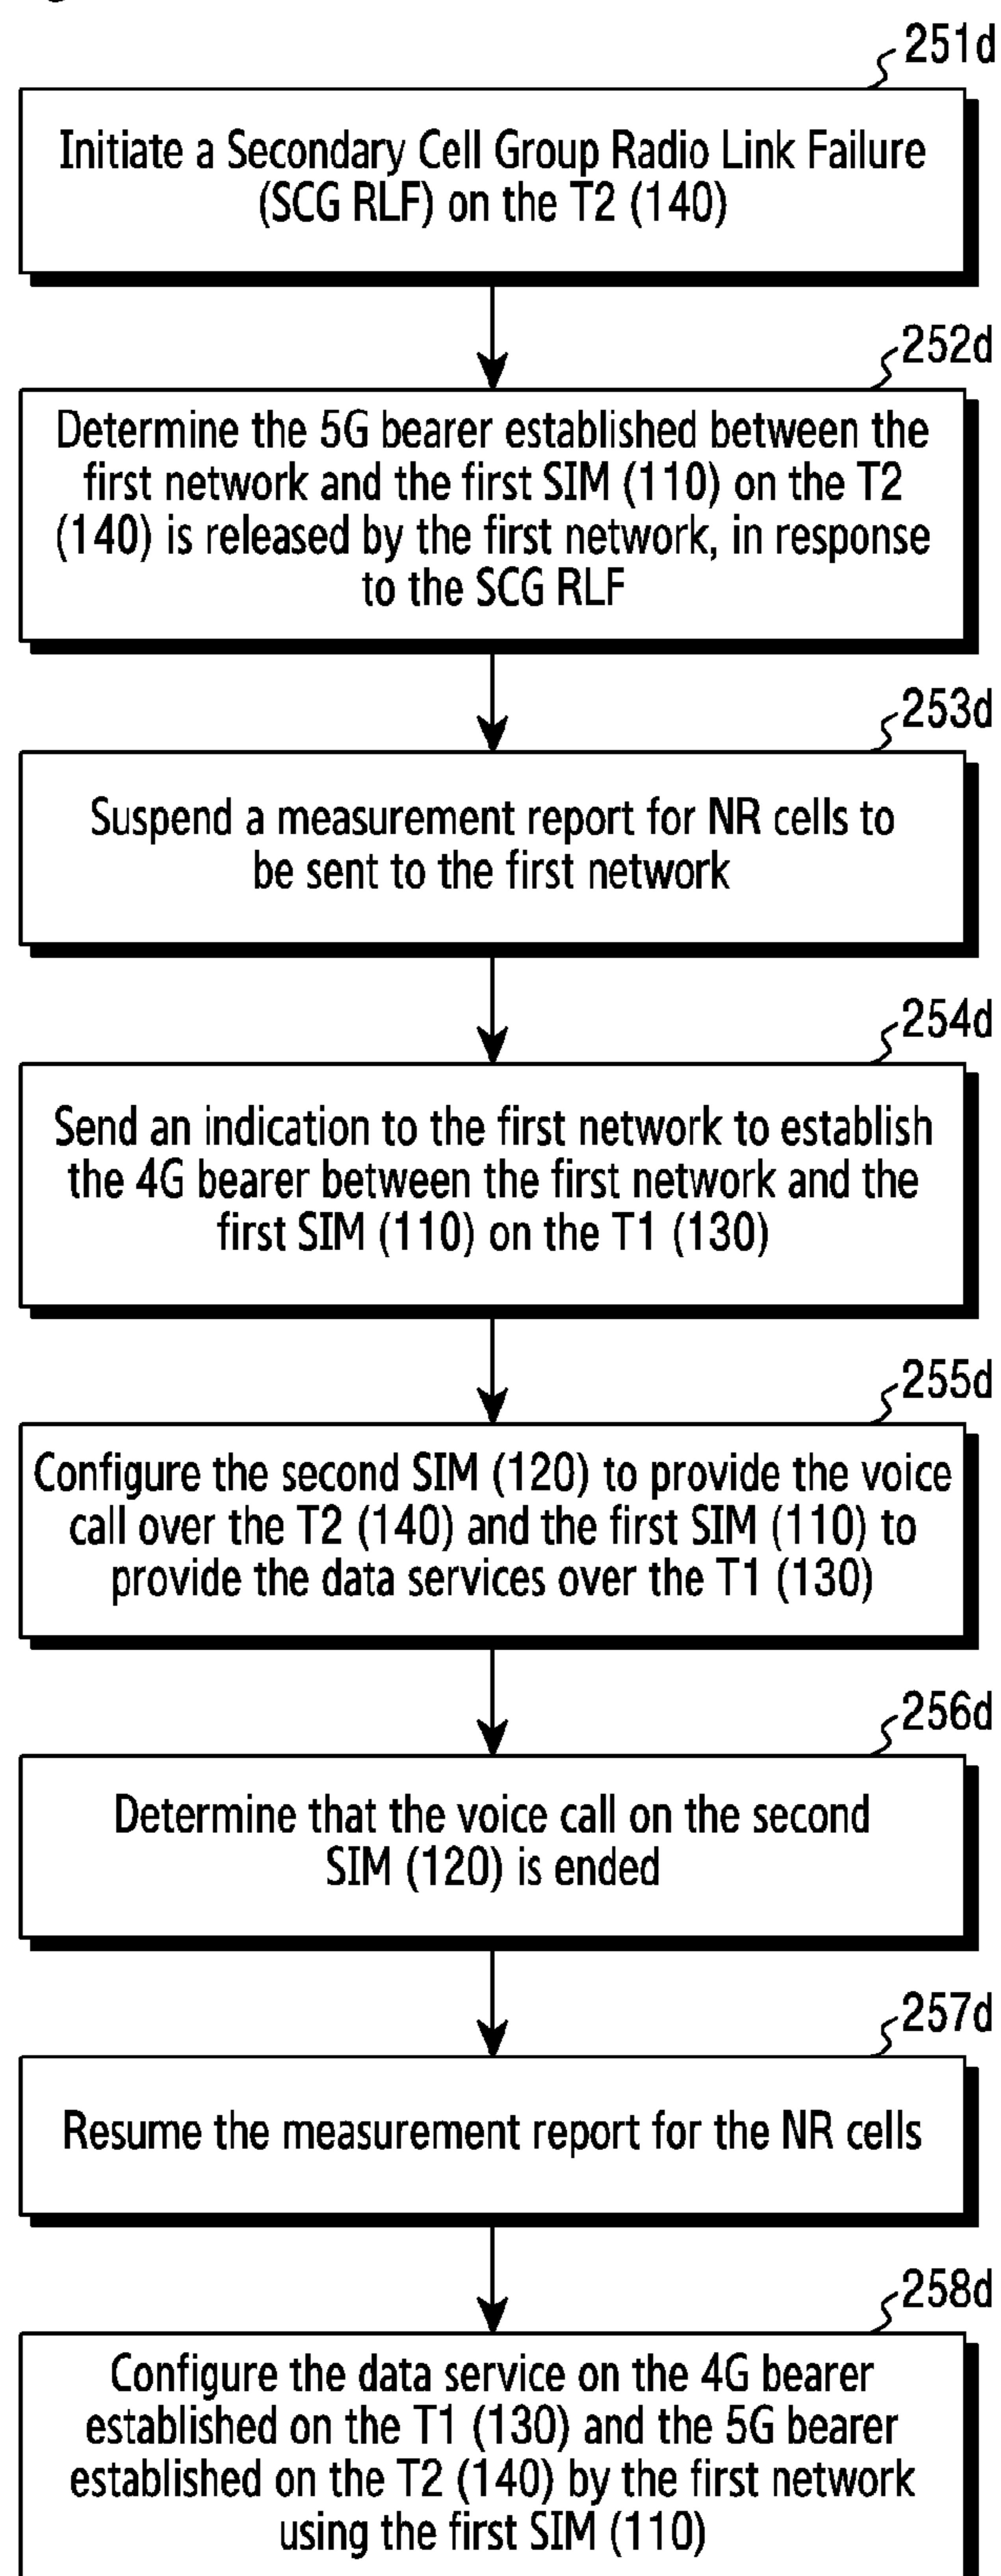 251d
Initiate a Secondary Cell Group Radio Link Failure
(SCG RLF) on the T2 (140)
252d
Determine the 5G bearer established between the
first network and the first SIM (110) on the T2
(140) is released by the first network, in response
to the SCG RLF
253d
Suspend a measurement report for NR cells to
be sent to the first network
254d
Send an indication to the first network to establish
the 4G bearer between the first network and the
first SIM (110) on the T1 (130)
255d
Configure the second SIM (120) to provide the voice
call over the T2 (140) and the first SIM (110) to
provide the data services over the T1 (130)
256d
Determine that the voice call on the second
SIM (120) is ended
257d
Resume the measurement report for the NR cells
258d
Configure the data service on the 4G bearer
established on the T1 (130) and the 5G bearer
established on the T2 (140) by the first network
using the first SIM (110)